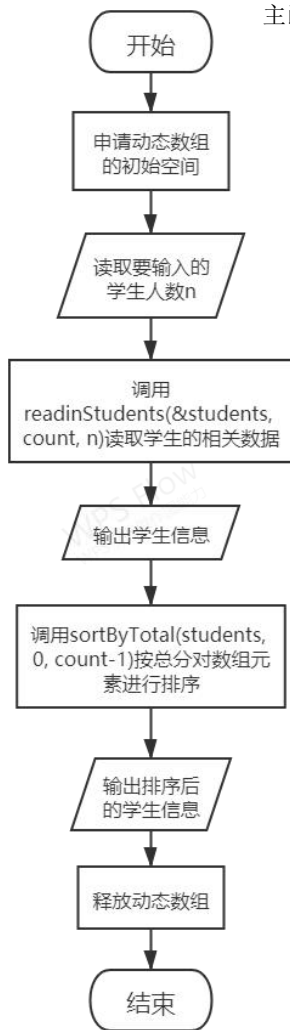 主
开始
申请动态数组
的初始空间
读取要输入的
学生人数n
调用
readinStudents(&students,
count, n)读取学生的相关数据
输出学生信息
调用sortByTotal(students,
0, count-1)按总分对数组元
素进行排序
输出排序后
的学生信息
释放动态数组
结束